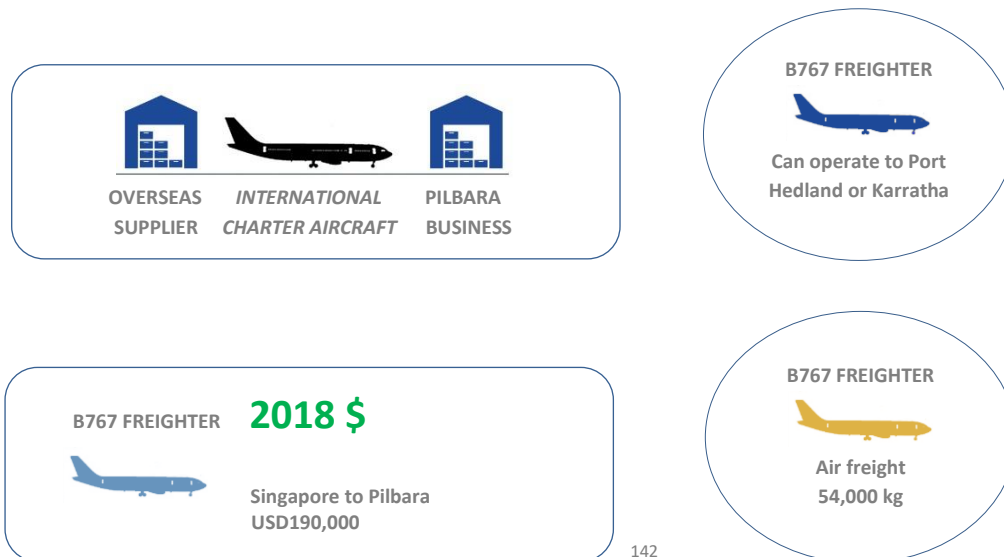 OVERSEAS SUPPLIER
INTERNATIONAL CHARTER AIRCRAFT
PILBARA BUSINESS
B767 FREIGHTER
Can operate to Port
Hedland or Karratha
B767 FREIGHTER
2018 $
Singapore to Pilbara
USD190,000
B767 FREIGHTER
Air freight
54,000 kg
142